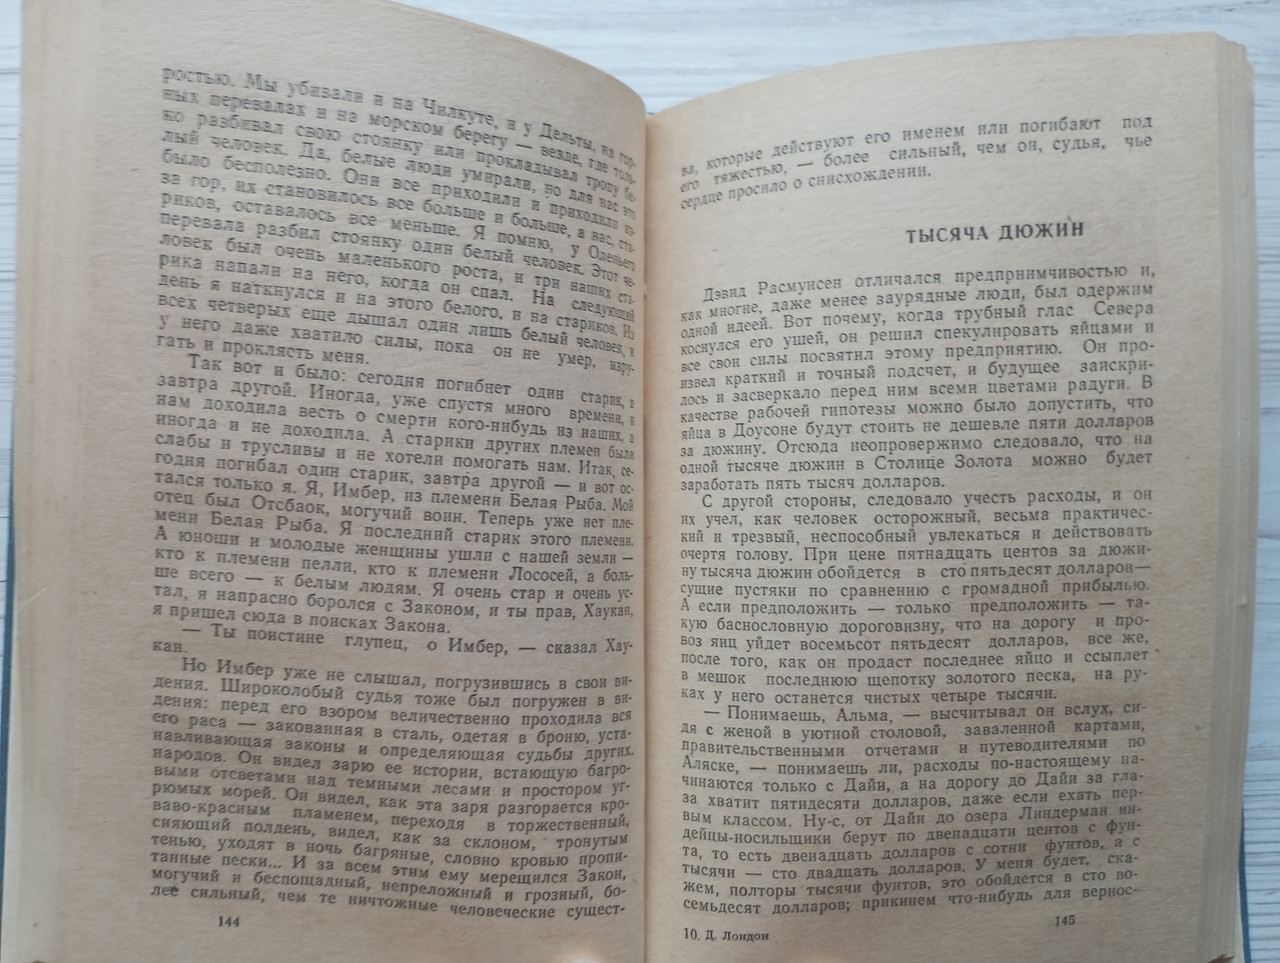 ростью. Мы убивали и на Чилкуте, и у Дельты, на гор-
ных перевалах и на морском берегу — везде, где толь-
ко разбивал свою стоянку или прокладывал тропу бе-
лый человек. Да, белые люди умирали, но для нас это
было бесполезно. Они все приходили и приходили из-
за гор, их становилось все больше и больше, а нас, ста-
риков, оставалось все меньше. Я помню, у Оленьего
перевала разбил стоянку один белый человек. Этот че-
ловек был очень маленького роста, и три наших ста-
рика напали на него, когда он спал. На следующий
день я наткнулся и на этого белого, и на стариков. Из
всех четверых еще дышал один лишь белый человек, и
у него даже хватило силы, пока он не умер, изру-
гать и проклясть меня.
Так вот и было: сегодня погибнет один старик, а
завтра другой. Иногда, уже спустя много времени, к
нам доходила весть о смерти кого-нибудь из наших, а
иногда и не доходила. А старики других племен были
слабы и трусливы и не хотели помогать нам. Итак, се-
годня погибал один старик, завтра другой — и вот ос-
тался только я. Я, Имбер, из племени Белая Рыба. Мой
отец был Отсбаок, могучий воин. Теперь уже нет пле-
мени Белая Рыба. Я последний старик этого племени.
А юноши и молодые женщины ушли с нашей земли —
кто к племени пелли, кто к племени Лососей, а боль-
ше всего — к белым людям. Я очень стар и очень ус-
тал, я напрасно боролся с Законом, и ты прав, Хаукан,
я пришел сюда в поисках Закона.
— Ты поистине глупец, о Имбер, — сказал Хау-
кан.
Но Имбер уже не слышал, погрузившись в свои ви-
дения. Широколобый судья тоже был погружен в ви-
дения: перед его взором величественно проходила вся
его раса — закованная в сталь, одетая в броню, уста-
навливающая законы и определяющая судьбы других
народов. Он видел зарю ее истории, встающую багро-
выми отсветами над темными лесами и простором уг-
рюмых морей. Он видел, как эта заря разгорается кро-
ваво-красным пламенем, переходя в торжественный,
сияющий полдень, видел, как за склоном, тронутым
тенью, уходят в ночь багряные, словно кровью пропи-
танные пески... И за всем этим ему мерещился Закон,
могучий и беспощадный, непреложный и грозный, бо-
лее сильный, чем те ничтожные человеческие сущест-
144
ва, которые действуют его именем или погибают под
его тяжестью, — более сильный, чем он, судья, чье
сердце просило о снисхождении.
ТЫСЯЧА ДЮЖИН
Дэвид Расмунсен отличался предприимчивостью и,
как многие, даже менее заурядные люди, был одержим
одной идеей. Вот почему, когда трубный глас Севера
коснулся его ушей, он решил спекулировать яйцами и
все свои силы посвятил этому предприятию. Он про-
извел краткий и точный подсчет, и будущее заискри-
лось и засверкало перед ним всеми цветами радуги. В
качестве рабочей гипотезы можно было допустить, что
яйца в Доусоне будут стоить не дешевле пяти долларов
за дюжину. Отсюда неопровержимо следовало, что на
одной тысяче дюжин в Столице Золота можно будет
заработать пять тысяч долларов.
С другой стороны, следовало учесть расходы, и он
их учел, как человек осторожный, весьма практичес-
кий и трезвый, неспособный увлекаться и действовать
очертя голову. При цене пятнадцать центов за дюжи-
ну тысяча дюжин обойдется в сто пятьдесят долларов—
сущие пустяки по сравнению с громадной прибылью.
А если предположить — только предположить — та-
кую баснословную дороговизну, что на дорогу и про-
воз яиц уйдет восемьсот пятьдесят долларов, все же,
после того, как он продаст последнее яйцо и ссыплет
в мешок последнюю щепотку золотого песка, на ру-
ках у него останется чистых четыре тысячи.
— Понимаешь, Альма, — высчитывал он вслух, си-
дя с женой в уютной столовой, заваленной картами,
правительственными отчетами и путеводителями по
Аляске, — понимаешь ли, расходы по-настоящему на-
чинаются только с Дайи, а на дорогу до Дайи за гла-
за хватит пятидесяти долларов, даже если ехать пер-
вым классом. Ну-с, от Дайи до озера Линдерман ин-
дейцы-носильщики берут по двенадцати центов с фун-
та, то есть двенадцать долларов с сотни фунтов, а с
тысячи — сто двадцать долларов. У меня будет, ска-
жем, полторы тысячи фунтов, это обойдется в сто во-
семьдесят долларов; прикинем что-нибудь для вернос-
10. Д. Лондон
145